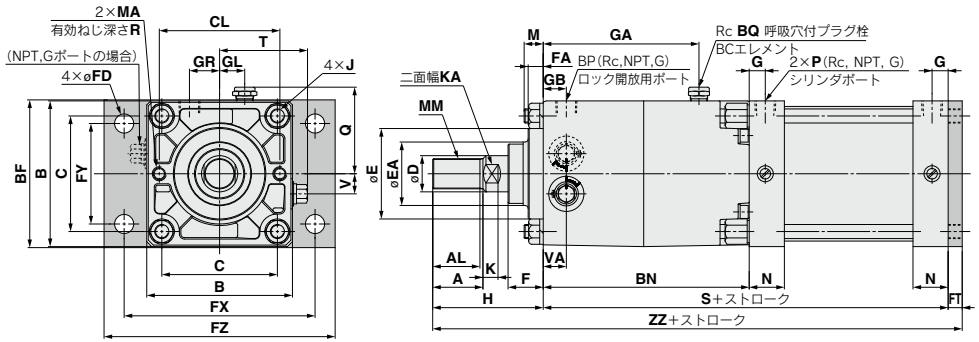 2×MA
有効ねじ深さR
(NPT,Gポートの場合)
4×øFD
CL
T
GR
GL
4×J
BF
B
C
FY
Q
V
C
B
FX
FZ
二面幅KA
MM
M
FA
GB
GA
BP(Rc,NPT,G)
ロック開放用ポート
Rc BQ 呼吸穴付プラグ栓
BCエレメント
G
2×P(Rc, NPT, G)
シリンダポート
G
øE
øEA
øD
AL
A
K
F
VA
BN
N
N
H
S+ストローク
FT
ZZ+ストローク